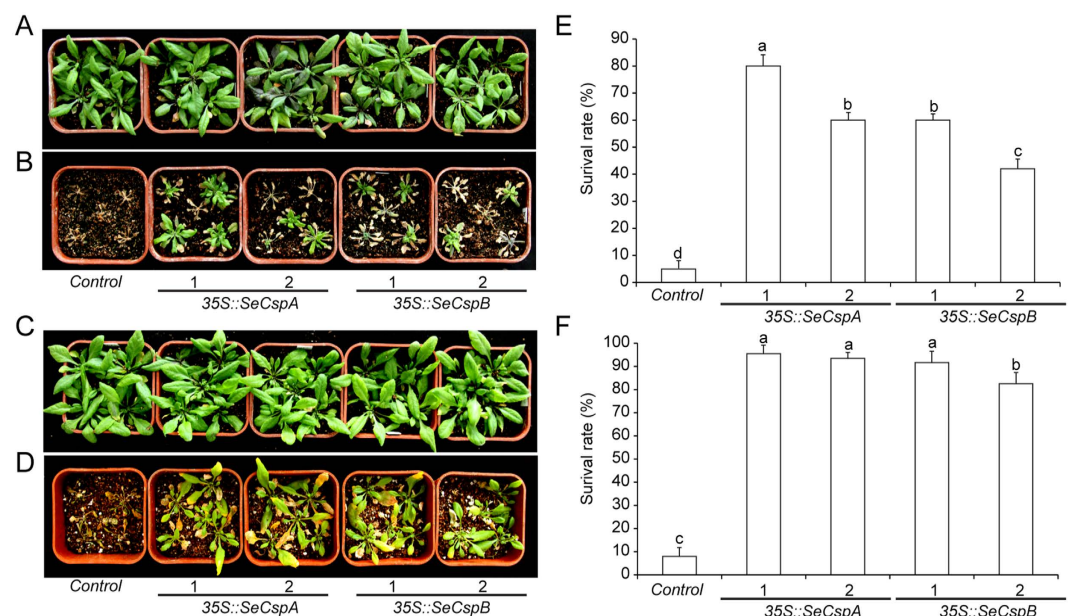 A
B
Control
1
2
1
2
35S::SeCspA
35S::SeCspB
C
D
Control
1
2
1
2
35S::SeCspA
35S::SeCspB
E
Surival rate (%)
90
80
70
60
50
40
30
20
10
0
d
a
b
b
c
Control
1
2
1
2
35S::SeCspA
35S::SeCspB
F
Surival rate (%)
100
90
80
70
60
50
40
30
20
10
0
c
a
a
a
b
Control
1
2
1
2
35S::SeCspA
35S::SeCspB